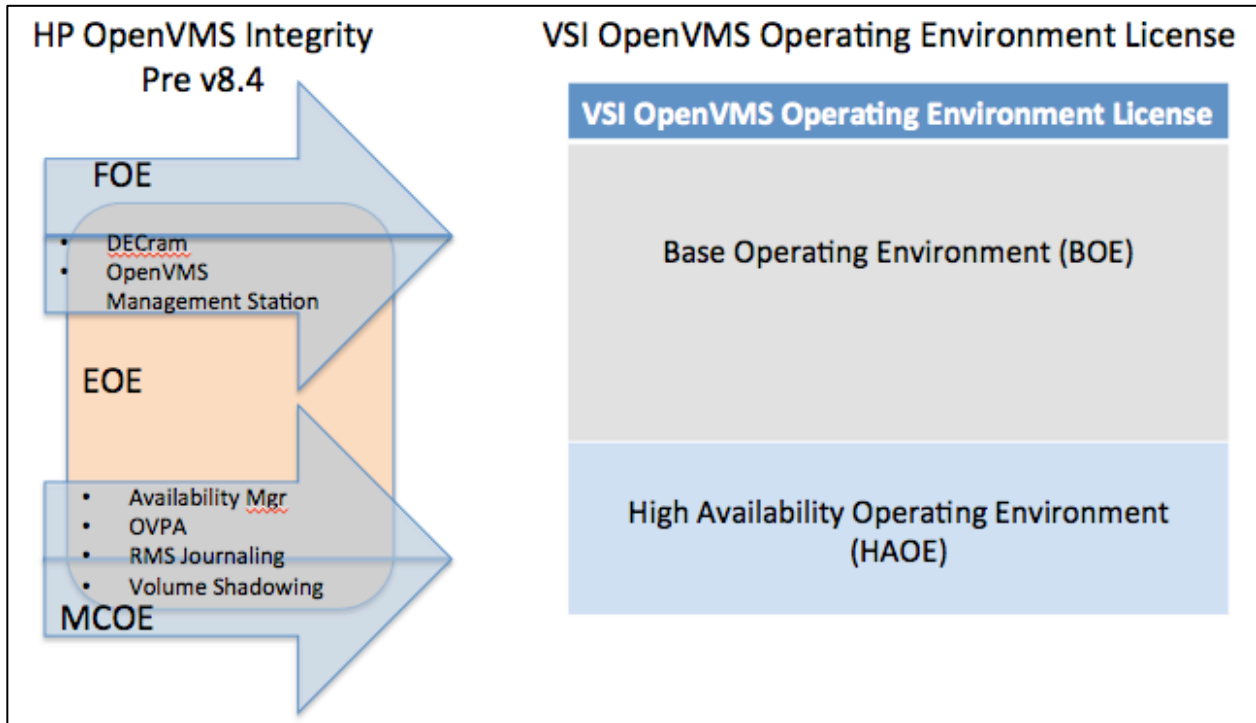 HP OpenVMS Integrity
Pre v8.4
FOE
• DECram
• OpenVMS
Management Station
EOE
• Availability Mgr
• OVPA
• RMS Journaling
• Volume Shadowing
MCOE
VSI OpenVMS Operating Environment License
VSI OpenVMS Operating Environment License
Base Operating Environment (BOE)
High Availability Operating Environment
(HAOE)